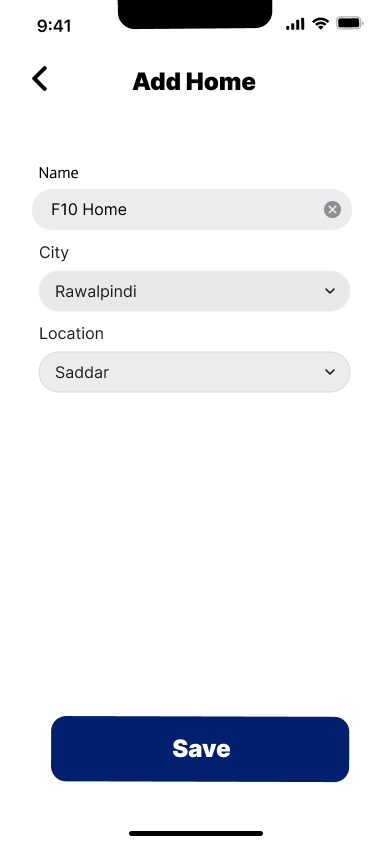 9:41
Add Home
Name
F10 Home
City
Rawalpindi
Location
Saddar
Save